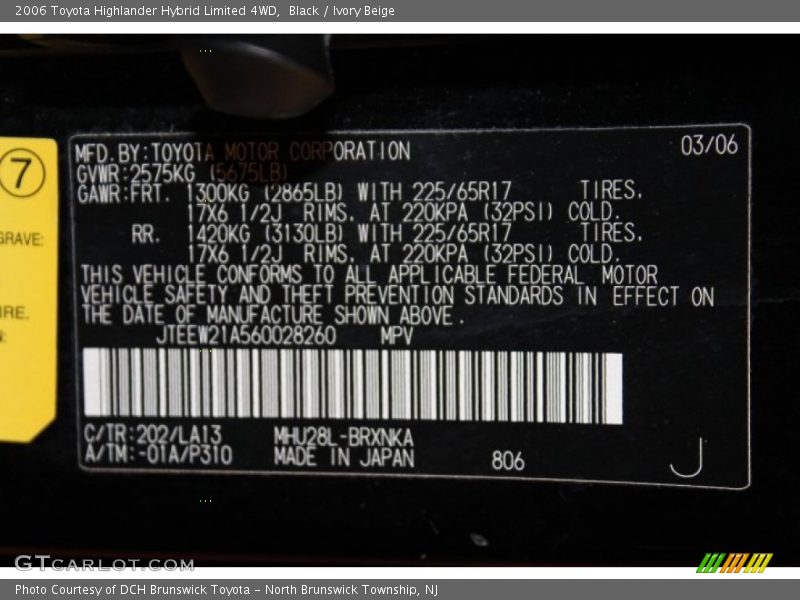 2006 Toyota Highlander Hybrid Limited 4WD,  Black / Ivory Beige
MFD. BY: TOYOTA MOTOR CORPORATION 03/06
GVWR: 2575KG (5675LB)
GAWR: FRT. 1300KG (2865LB) WITH 225/65R17 TIRES.
17X6 1/2J RIMS. AT 220KPA (32PSI) COLD.
RR. 1420KG (3130LB) WITH 225/65R17 TIRES.
17X6 1/2J RIMS. AT 220KPA (32PSI) COLD.
THIS VEHICLE CONFORMS TO ALL APPLICABLE FEDERAL MOTOR
VEHICLE SAFETY AND THEFT PREVENTION STANDARDS IN EFFECT ON
THE DATE OF MANUFACTURE SHOWN ABOVE.
JTEEW21A560028260 MPV
C/TR: 202/LA13 MHU28L-BRXNKA
A/TM: -01A/P310 MADE IN JAPAN 806 J
7
GRAVE:
GTCARLOT.COM
Photo Courtesy of DCH Brunswick Toyota - North Brunswick Township, NJ